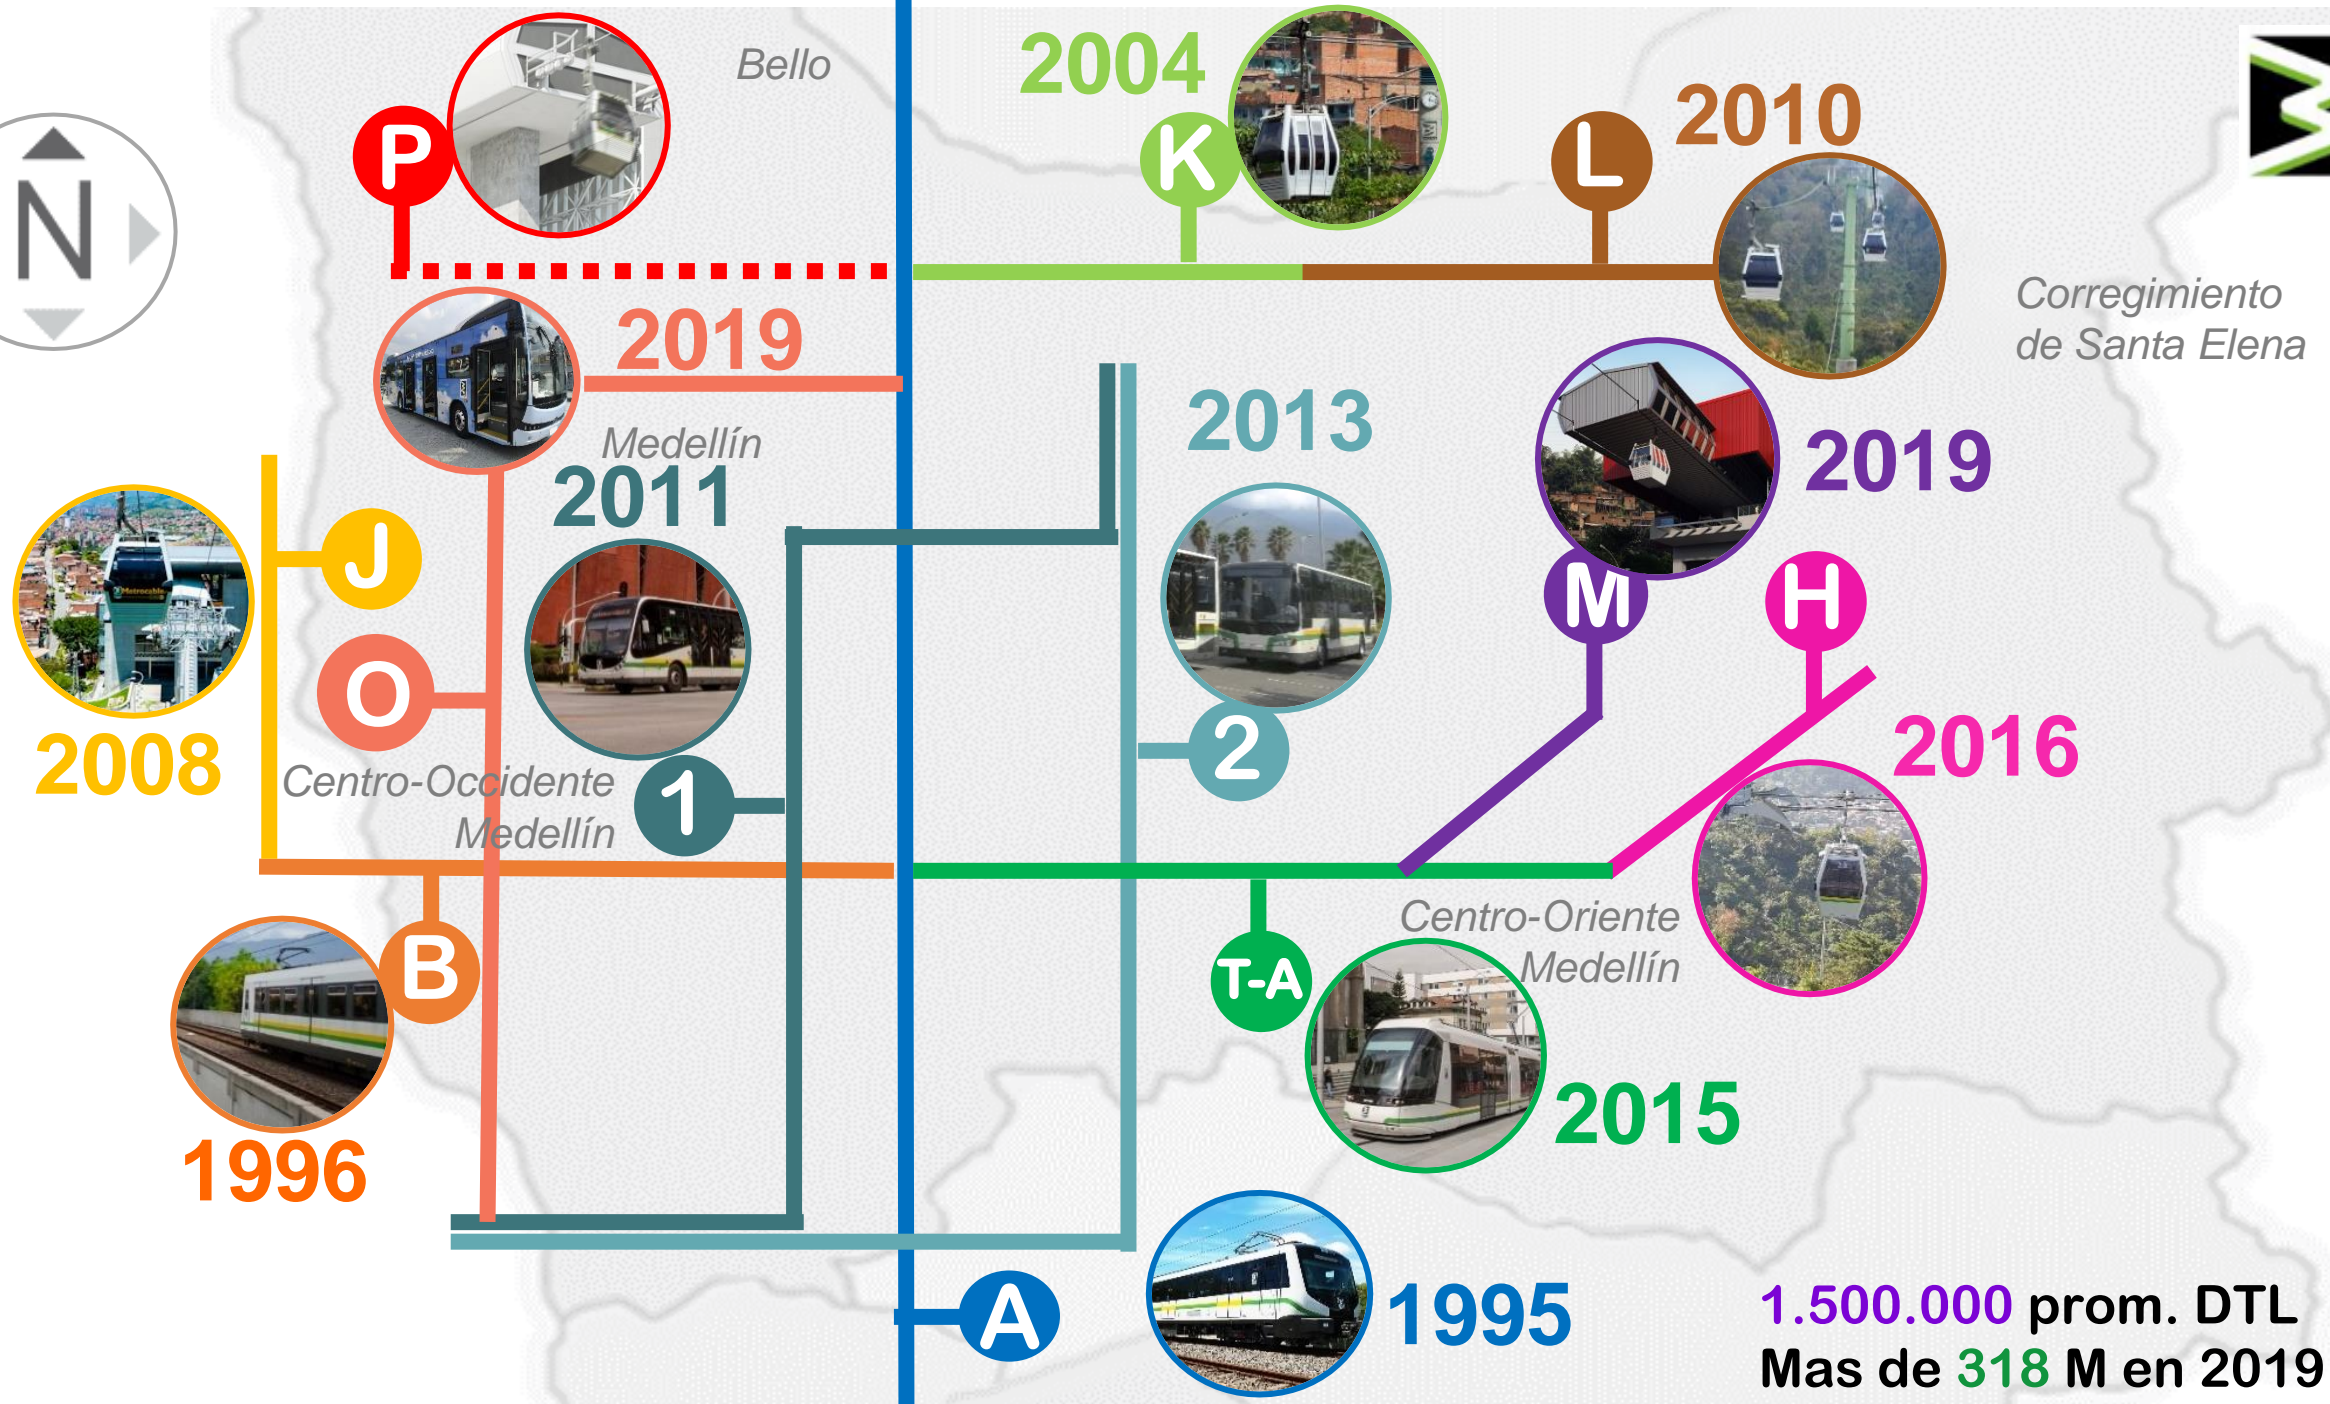 Bello
2004
P
K
L
2010
N
2019
Corregimiento
de Santa Elena
Medellín
2011
2013
2019
J
M
H
O
2008
Centro-Occidente
Medellín
1
2
2016
B
Centro-Oriente
Medellín
T-A
1996
2015
A
1995
1.500.000 prom. DTL
Mas de 318 M en 2019